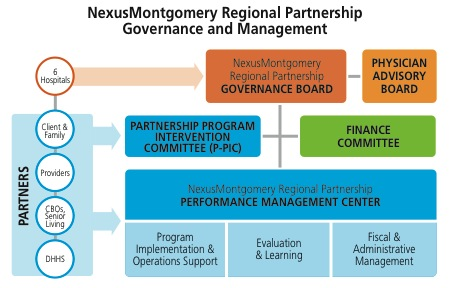 NexusMontgomery Regional Partnership
Governance and Management
6
Hospitals
NexusMontgomery
Regional Partnership
GOVERNANCE BOARD
PHYSICIAN
ADVISORY
BOARD
PARTNERS
Client &
Family
Providers
CBOs,
Senior
Living
DHHS
PARTNERSHIP PROGRAM
INTERVENTION
COMMITTEE (P-PIC)
FINANCE
COMMITTEE
NexusMontgomery Regional Partnership
PERFORMANCE MANAGEMENT CENTER
Program
Implementation &
Operations Support
Evaluation
& Learning
Fiscal &
Administrative
Management